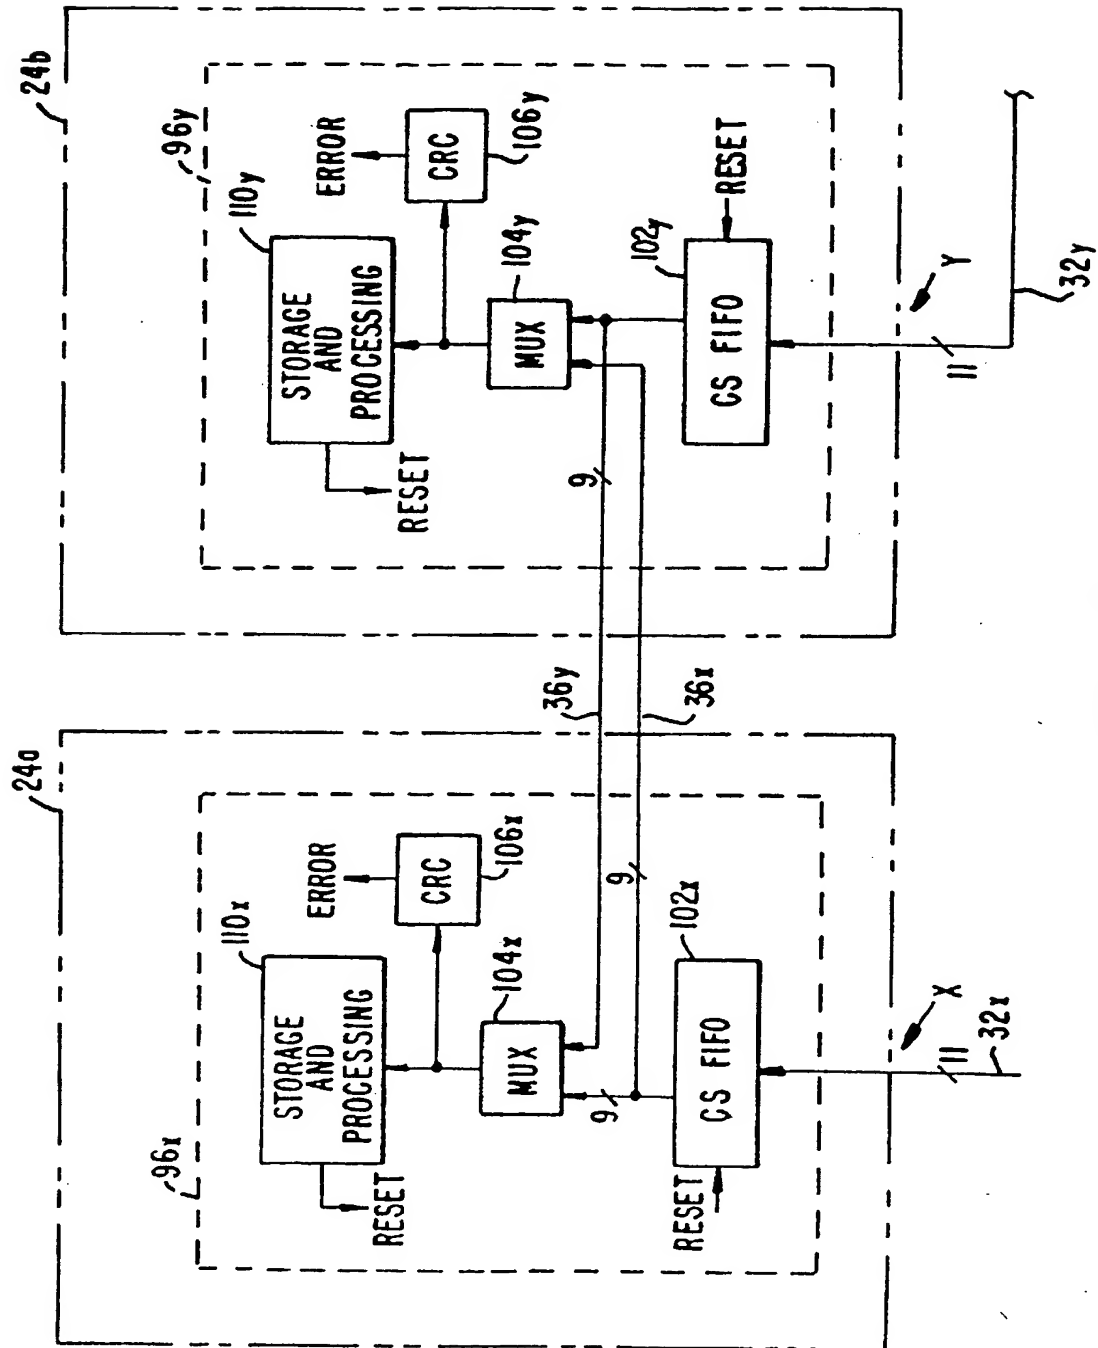 24a
96x
110x
STORAGE
AND
PROCESSING
RESET
ERROR
CRC
106x
104x
MUX
9
9
102x
CS FIFO
RESET
X
11
32x
36y
36x
24b
96y
110y
STORAGE
AND
PROCESSING
RESET
ERROR
CRC
106y
104y
MUX
9
102y
CS FIFO
RESET
Y
11
32y